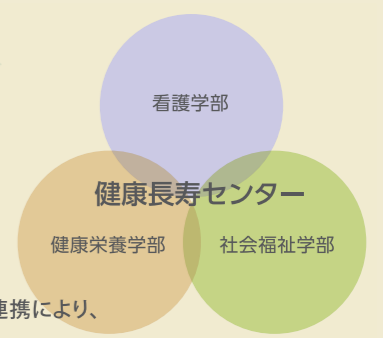 看護学部
健康長寿センター
健康栄養学部
社会福祉学部
連携により、